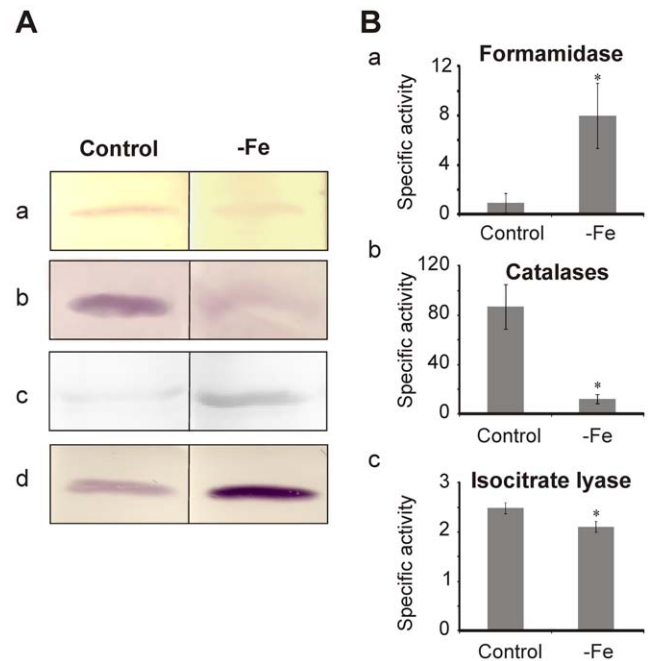 A
Control -Fe
a
b
c
d
B
a
Formamidase
Specific activity
12
8
4
0
*
Control -Fe
b
Catalases
Specific activity
120
80
40
0
*
Control -Fe
c
Isocitrate lyase
Specific activity
3
2
1
0
*
Control -Fe